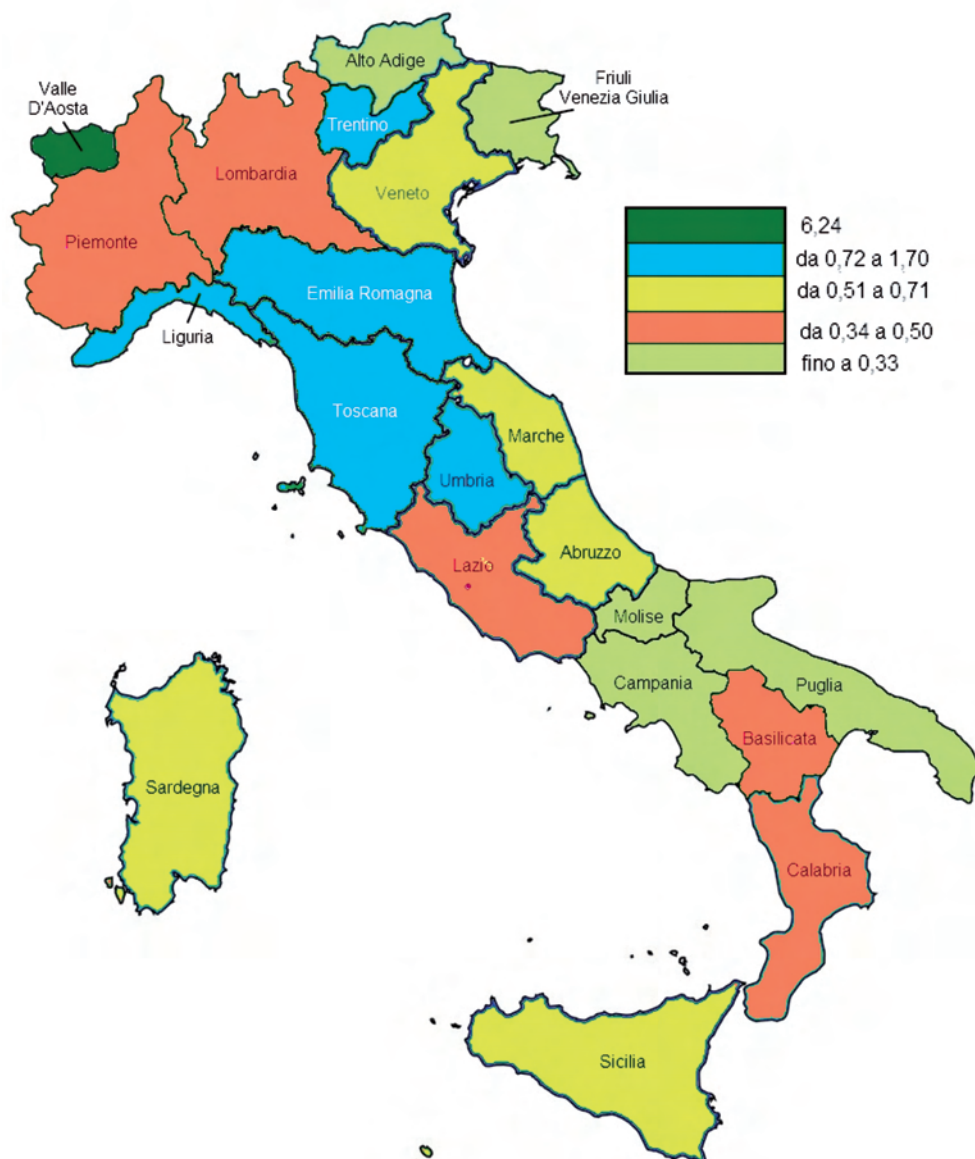 Alto Adige
Friuli
Venezia Giulia
Valle
D'Aosta
Trentino
Lombardia
Veneto
Piemonte
6,24
da 0,72 a 1,70
da 0,51 a 0,71
da 0,34 a 0,50
fino a 0,33
Emilia Romagna
Liguria
Toscana
Marche
Umbria
Abruzzo
Lazio
Molise
Campania
Puglia
Basilicata
Sardegna
Calabria
Sicilia